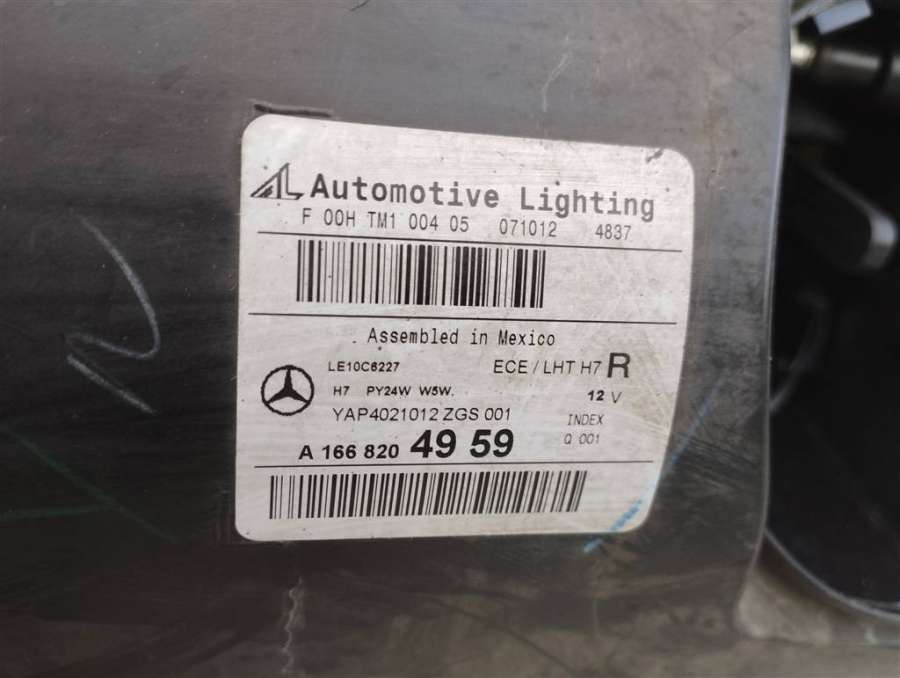 AL Automotive Lighting
F 00H TM1 004 05 071012 4837
Assembled in Mexico
LE10C6227 ECE / LHT H7 R
H7 PY24W W5W. 12 V
YAP4021012 ZGS 001 INDEX
A 166 820 49 59 Q 001
N